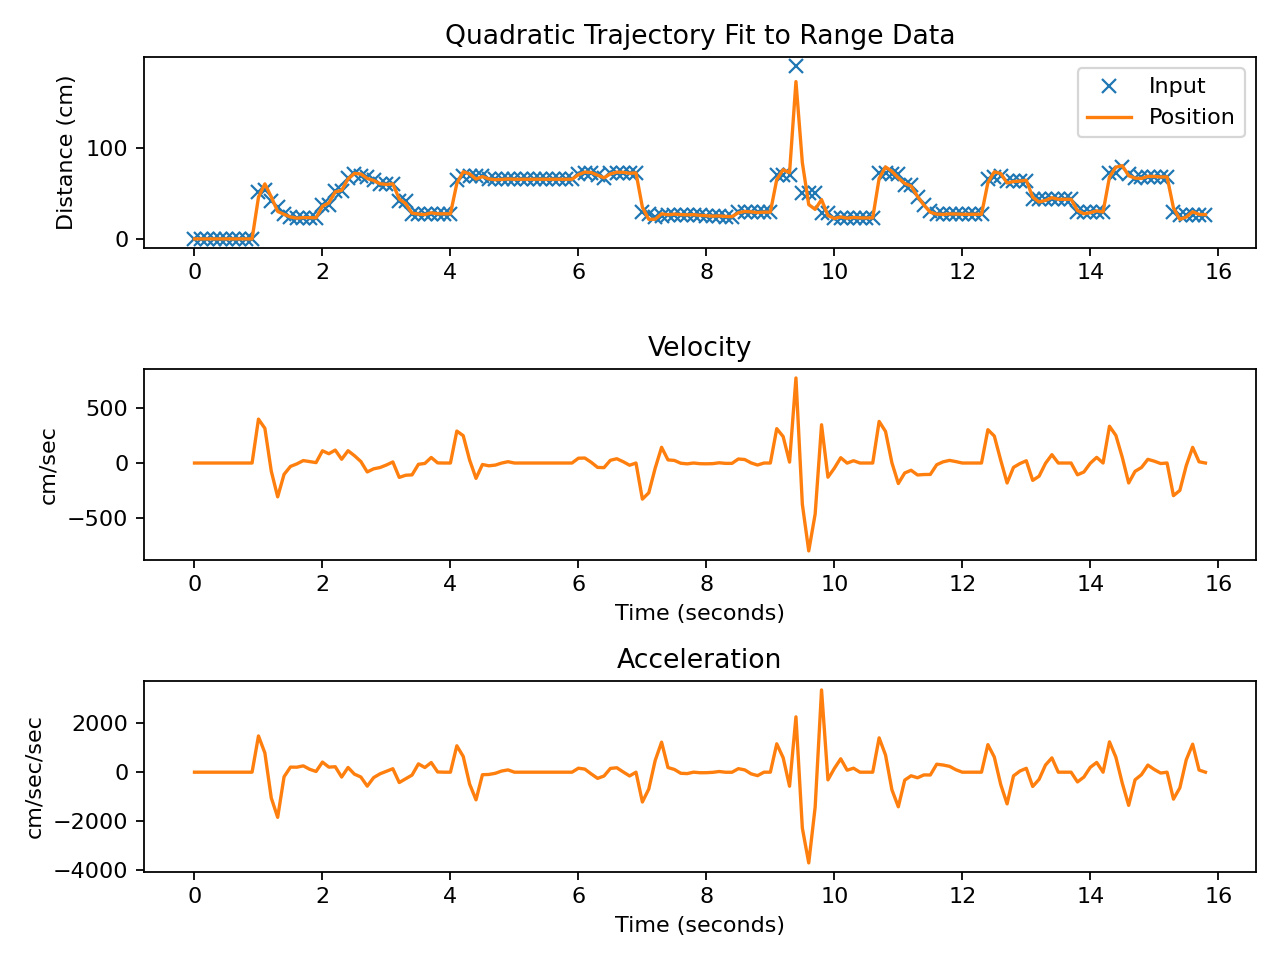 Quadratic Trajectory Fit to Range Data
Distance (cm)
100
0
Input
Position
0 2 4 6 8 10 12 14 16
Velocity
cm/sec
500
0
−500
0 2 4 6 8 10 12 14 16
Time (seconds)
Acceleration
cm/sec/sec
2000
0
−2000
−4000
0 2 4 6 8 10 12 14 16
Time (seconds)